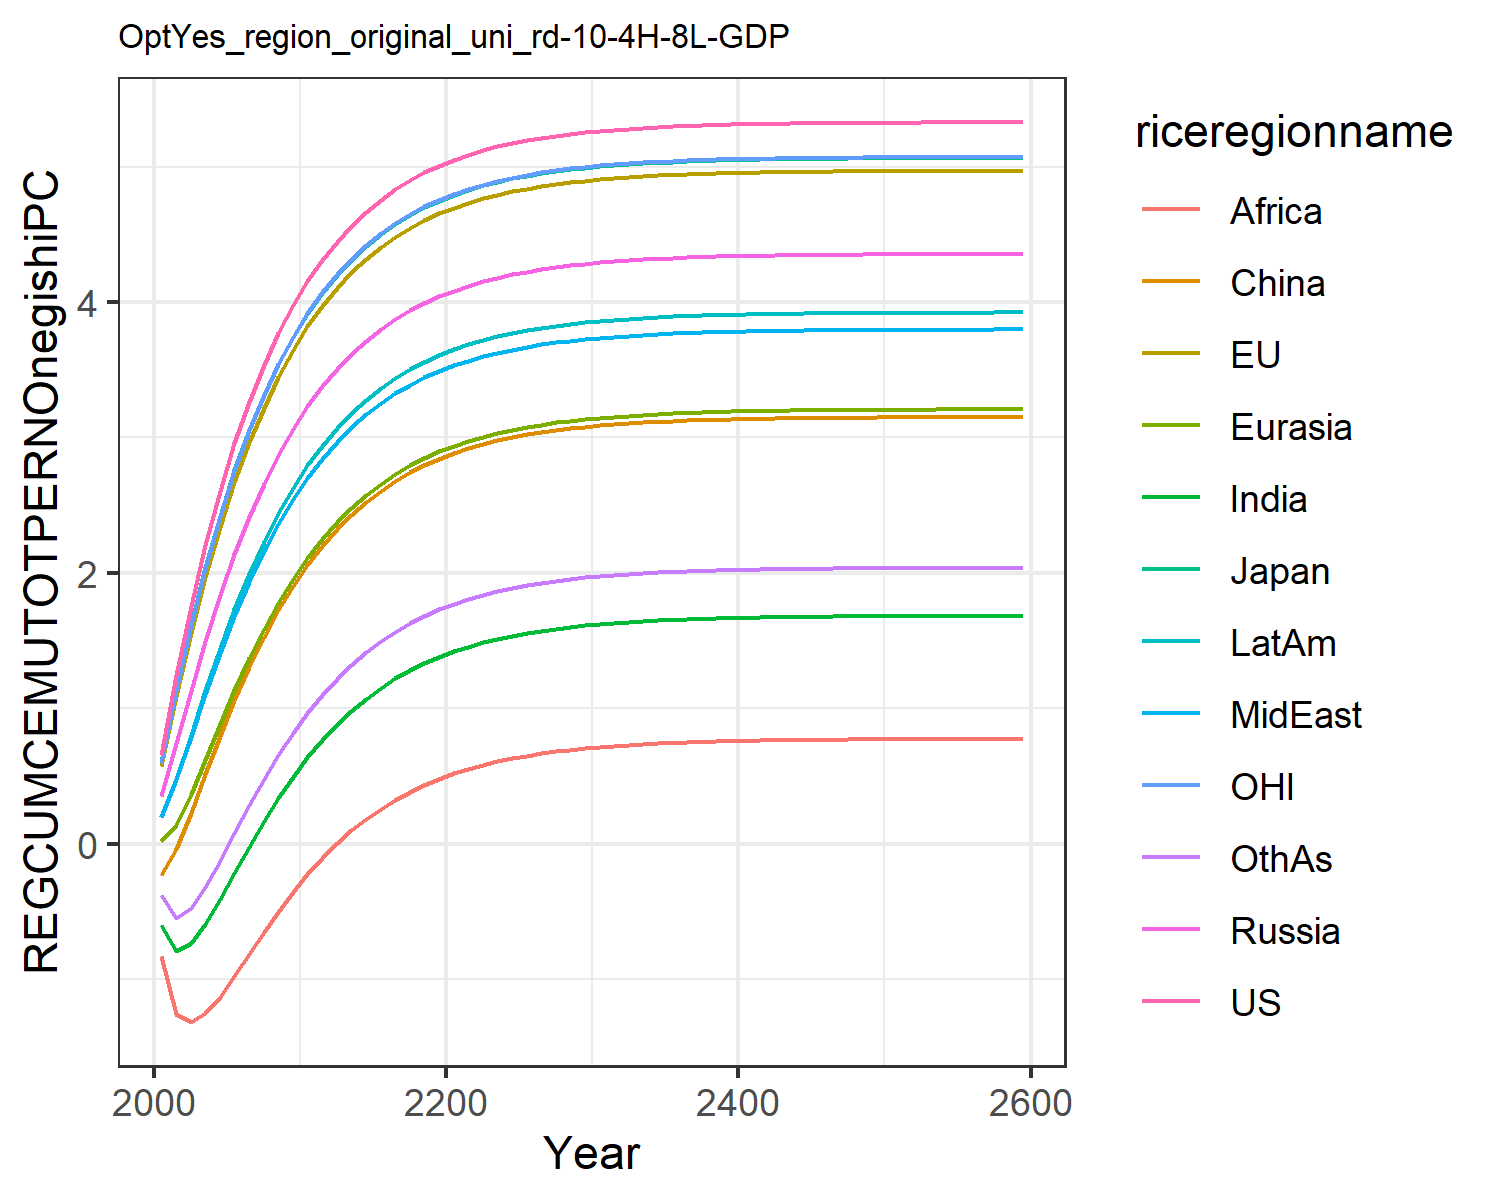 OptYes_region_original_uni_rd-10-4H-8L-GDP
REGCUMCEMUTOTPERNOnegishiPC
4
2
0
2000 2200 2400 2600
Year
riceregionname
Africa
China
EU
Eurasia
India
Japan
LatAm
MidEast
OHI
OthAs
Russia
US